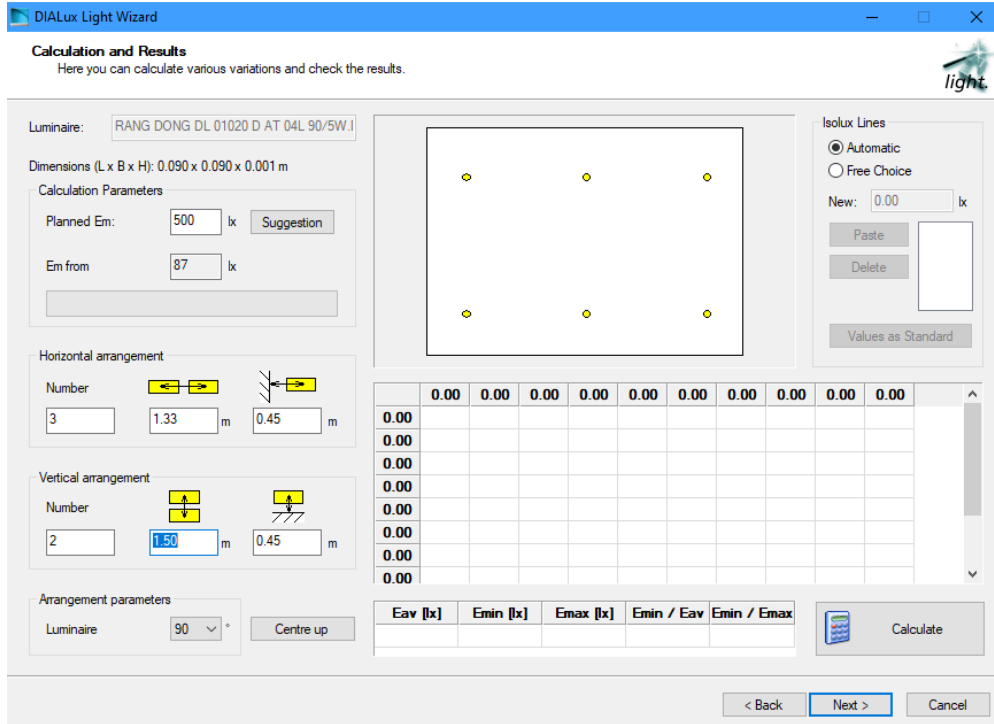 DIALux Light Wizard
Calculation and Results
Here you can calculate various variations and check the results.
light.
Luminaire: RANG DONG DL 01020 D AT 04L 90/5W.I
Dimensions (L x B x H): 0.090 x 0.090 x 0.001 m
Calculation Parameters
Planned Em: 500 lx Suggestion
Em from 87 lx
Horizontal arrangement
Number
3 1.33 m 0.45 m
Vertical arrangement
Number
2 1.50 m 0.45 m
Arrangement parameters
Luminaire 90 ° Centre up
Isolux Lines
Automatic
Free Choice
New: 0.00 lx
Paste
Delete
Values as Standard
0.00 0.00 0.00 0.00 0.00 0.00 0.00 0.00 0.00 0.00
0.00
0.00
0.00
0.00
0.00
0.00
0.00
0.00
Eav [lx] Emin [lx] Emax [lx] Emin / Eav Emin / Emax
Calculate
< Back Next > Cancel